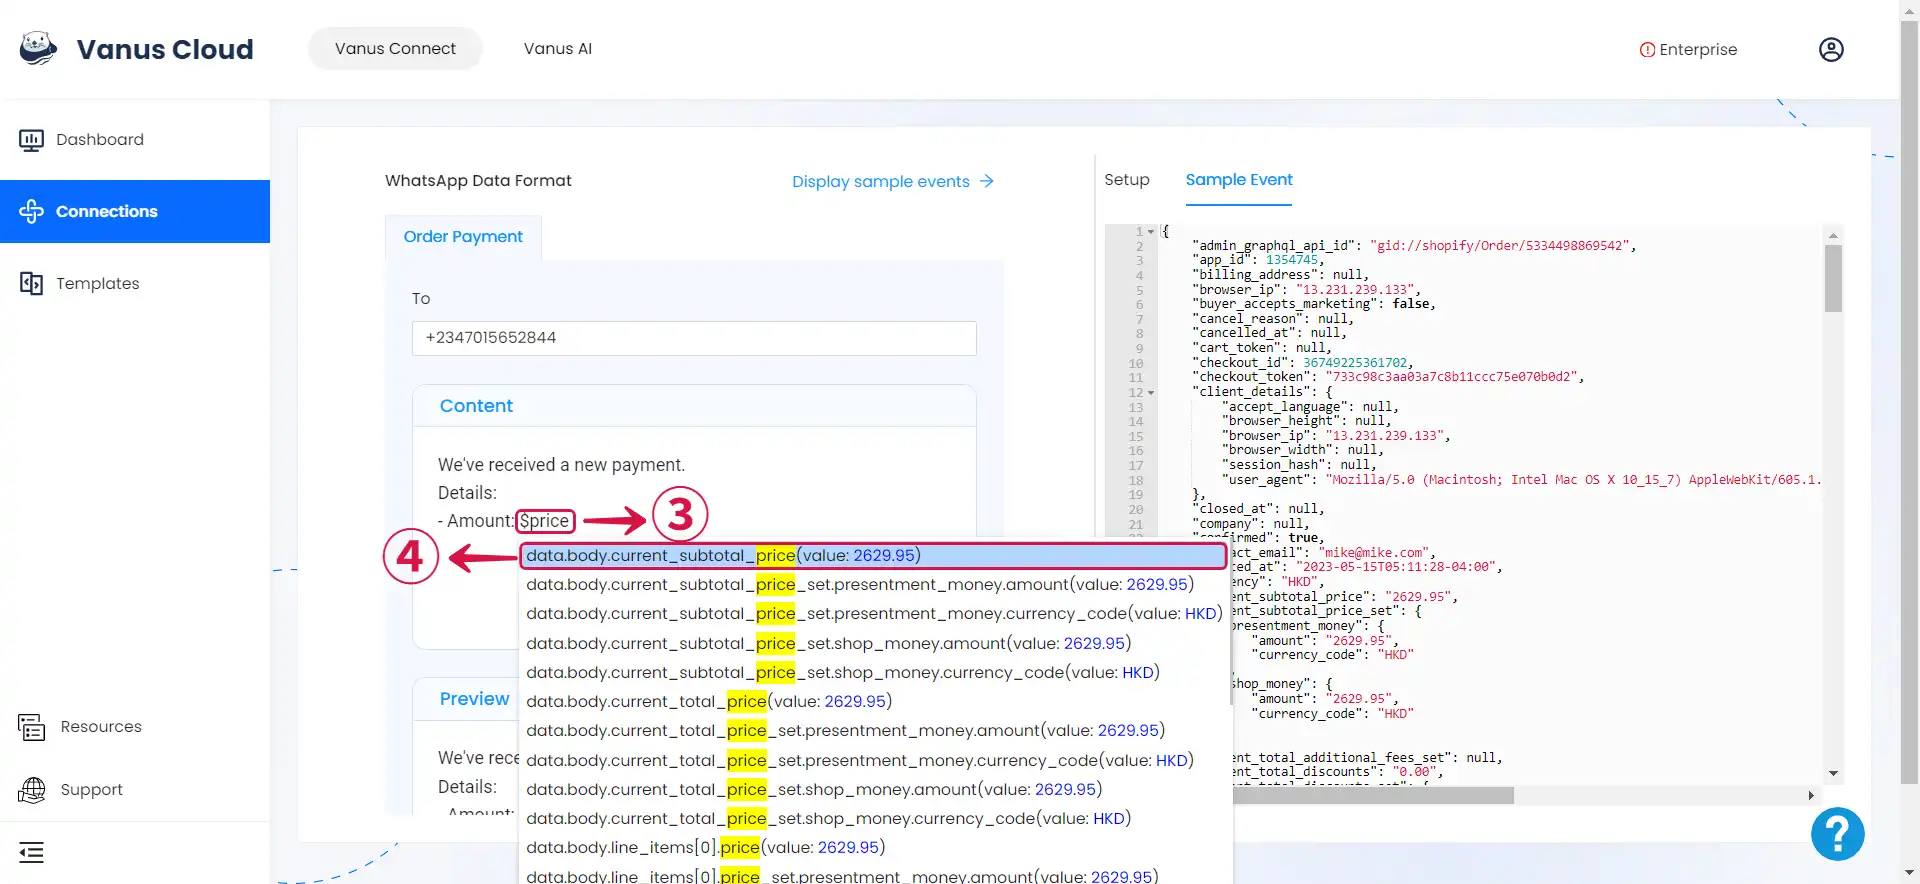 Vanus Cloud
Vanus Connect
Vanus AI
Enterprise
Dashboard
Connections
Templates
Resources
Support
WhatsApp Data Format
Display sample events →
Order Payment
To
+2347015652844
Content
We've received a new payment.
Details:
- Amount: $price
3
4
data.body.current_subtotal_price(value: 2629.95)
data.body.current_subtotal_price_set.presentment_money.amount(value: 2629.95)
data.body.current_subtotal_price_set.presentment_money.currency_code(value: HKD)
data.body.current_subtotal_price_set.shop_money.amount(value: 2629.95)
data.body.current_subtotal_price_set.shop_money.currency_code(value: HKD)
data.body.current_total_price(value: 2629.95)
data.body.current_total_price_set.presentment_money.amount(value: 2629.95)
data.body.current_total_price_set.presentment_money.currency_code(value: HKD)
data.body.current_total_price_set.shop_money.amount(value: 2629.95)
data.body.current_total_price_set.shop_money.currency_code(value: HKD)
data.body.line_items[0].price(value: 2629.95)
data.body.line_items[0].price_set.presentment_money.amount(value: 2629.95)
Preview
We've rece
Details:
- Amount:
Setup
Sample Event
1 {
2 "admin_graphql_api_id": "gid://shopify/Order/5334498869542",
3 "app_id": 1354745,
4 "billing_address": null,
5 "browser_ip": "13.231.239.133",
6 "buyer_accepts_marketing": false,
7 "cancel_reason": null,
8 "cancelled_at": null,
9 "cart_token": null,
10 "checkout_id": 36749225361702,
11 "checkout_token": "733c98c3aa03a7c8b11ccc75e070b0d2",
12 "client_details": {
13 "accept_language": null,
14 "browser_height": null,
15 "browser_ip": "13.231.239.133",
16 "browser_width": null,
17 "session_hash": null,
18 "user_agent": "Mozilla/5.0 (Macintosh; Intel Mac OS X 10_15_7) AppleWebKit/605.1.
19 },
20 "closed_at": null,
21 "company": null,
onfirmed": true,
act_email": "mike@mike.com",
ed_at": "2023-05-15T05:11:28-04:00",
ency": "HKD",
ent_subtotal_price": "2629.95",
ent_subtotal_price_set": {
presentment_money": {
"amount": "2629.95",
"currency_code": "HKD"
shop_money": {
"amount": "2629.95",
"currency_code": "HKD"
ent_total_additional_fees_set": null,
ent_total_discounts": "0.00",
?